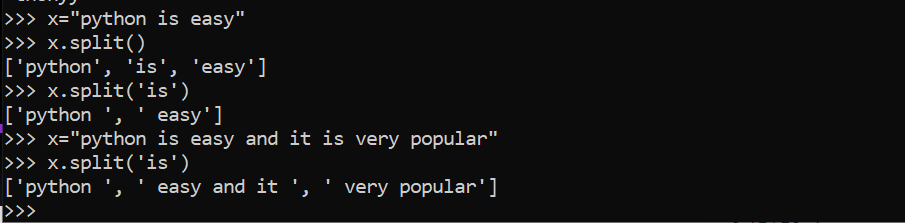 >>> x="python is easy"
>>> x.split()
['python', 'is', 'easy']
>>> x.split('is')
['python ', ' easy']
>>> x="python is easy and it is very popular"
>>> x.split('is')
['python ', ' easy and it ', ' very popular']
>>>